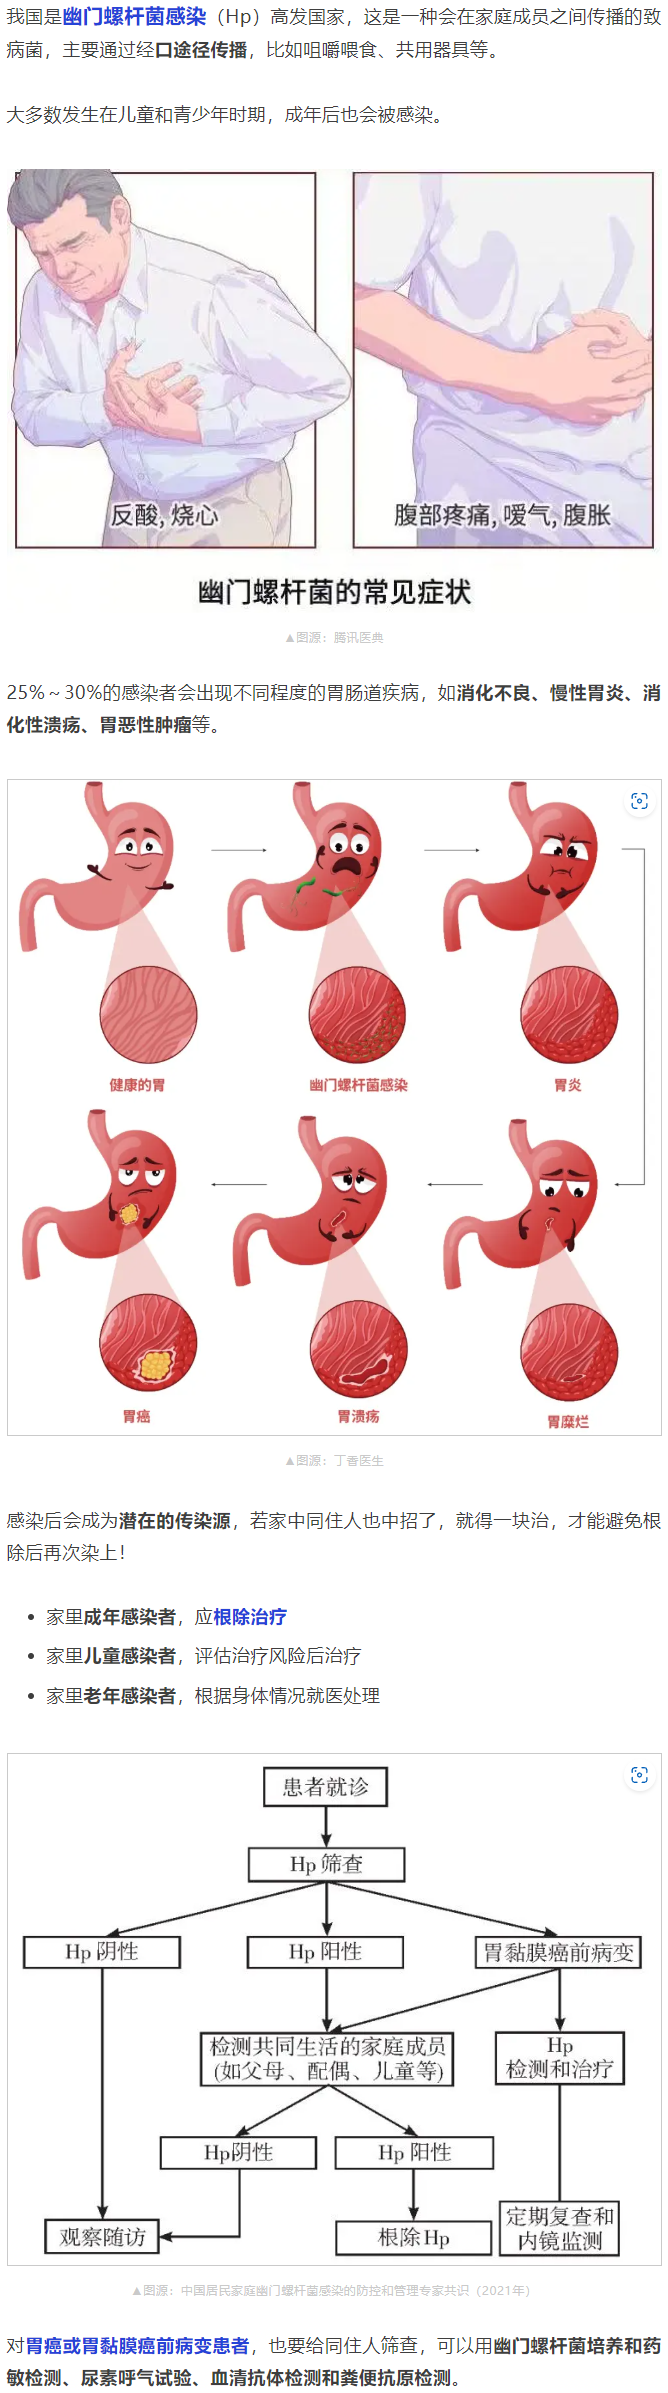 我国是幽门螺杆菌感染（Hp）高发国家，这是一种会在家庭成员之间传播的致
病菌，主要通过经口途径传播，比如咀嚼喂食、共用器具等。
大多数发生在儿童和青少年时期，成年后也会被感染。
反酸,烧心
腹部疼痛,嗳气,腹胀
幽门螺杆菌的常见症状
▲图源：腾讯医典
25%～30%的感染者会出现不同程度的胃肠道疾病，如消化不良、慢性胃炎、消
化性溃疡、胃恶性肿瘤等。
健康的胃
幽门螺杆菌感染
胃炎
胃癌
胃溃疡
胃糜烂
▲图源：丁香医生
感染后会成为潜在的传染源，若家中同住人也中招了，就得一块治，才能避免根
除后再次染上！
• 家里成年感染者，应根除治疗
• 家里儿童感染者，评估治疗风险后治疗
• 家里老年感染者，根据身体情况就医处理
患者就诊
Hp 筛查
Hp 阴性
Hp 阳性
胃黏膜癌前病变
检测共同生活的家庭成员
(如父母、配偶、儿童等)
Hp
检测和治疗
Hp阴性
Hp 阳性
观察随访
根除Hp
定期复查和
内镜监测
▲图源：中国居民家庭幽门螺杆菌感染的防控和管理专家共识（2021年）
对胃癌或胃黏膜癌前病变患者，也要给同住人筛查，可以用幽门螺杆菌培养和药
敏检测、尿素呼气试验、血清抗体检测和粪便抗原检测。